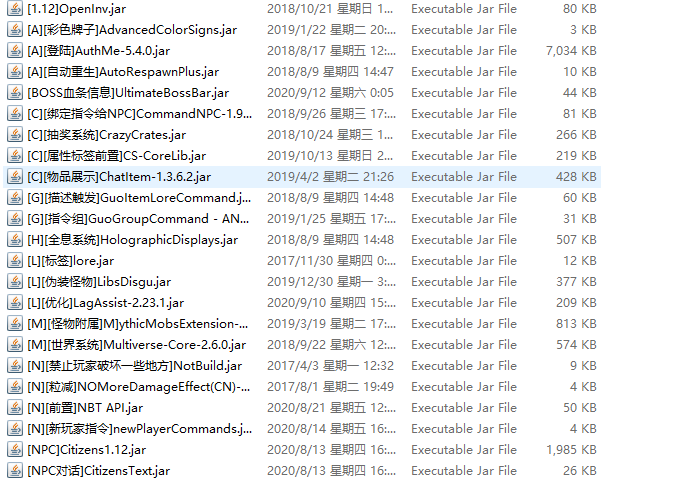 [1.12]OpenInv.jar 2018/10/21 星期日 1... Executable Jar File 80 KB
[A][彩色牌子]AdvancedColorSigns.jar 2019/1/22 星期二 20:... Executable Jar File 3 KB
[A][登陆]AuthMe-5.4.0.jar 2018/8/17 星期五 12:... Executable Jar File 7,034 KB
[A][自动重生]AutoRespawnPlus.jar 2018/8/9 星期四 14:47 Executable Jar File 10 KB
[BOSS血条信息]UltimateBossBar.jar 2020/9/12 星期六 0:05 Executable Jar File 44 KB
[C][绑定指令给NPC]CommandNPC-1.9... 2018/9/26 星期三 17:... Executable Jar File 81 KB
[C][抽奖系统]CrazyCrates.jar 2018/10/24 星期三 1... Executable Jar File 266 KB
[C][属性标签前置]CS-CoreLib.jar 2019/10/13 星期日 2... Executable Jar File 219 KB
[C][物品展示]ChatItem-1.3.6.2.jar 2019/4/2 星期二 21:26 Executable Jar File 428 KB
[G][描述触发]GuoItemLoreCommand.j... 2018/8/9 星期四 14:48 Executable Jar File 60 KB
[G][指令组]GuoGroupCommand - AN... 2019/1/25 星期五 17:... Executable Jar File 31 KB
[H][全息系统]HolographicDisplays.jar 2018/8/9 星期四 14:48 Executable Jar File 507 KB
[L][标签]lore.jar 2017/11/30 星期四 0:... Executable Jar File 12 KB
[L][伪装怪物]LibsDisgu.jar 2019/12/30 星期一 3:... Executable Jar File 377 KB
[L][优化]LagAssist-2.23.1.jar 2020/9/10 星期四 15:... Executable Jar File 209 KB
[M][怪物附属]M]ythicMobsExtension-... 2019/3/19 星期二 17:... Executable Jar File 813 KB
[M][世界系统]Multiverse-Core-2.6.0.jar 2018/9/22 星期六 12:... Executable Jar File 574 KB
[N][禁止玩家破坏一些地方]NotBuild.jar 2017/4/3 星期一 12:32 Executable Jar File 9 KB
[N][粒减]NOMoreDamageEffect(CN)-... 2017/8/1 星期二 19:49 Executable Jar File 4 KB
[N][前置]NBT API.jar 2020/8/21 星期五 12:... Executable Jar File 50 KB
[N][新玩家指令]newPlayerCommands.j... 2020/8/14 星期五 16:... Executable Jar File 4 KB
[NPC]Citizens1.12.jar 2020/8/13 星期四 16:... Executable Jar File 1,985 KB
[NPC对话]CitizensText.jar 2020/8/13 星期四 16:... Executable Jar File 26 KB